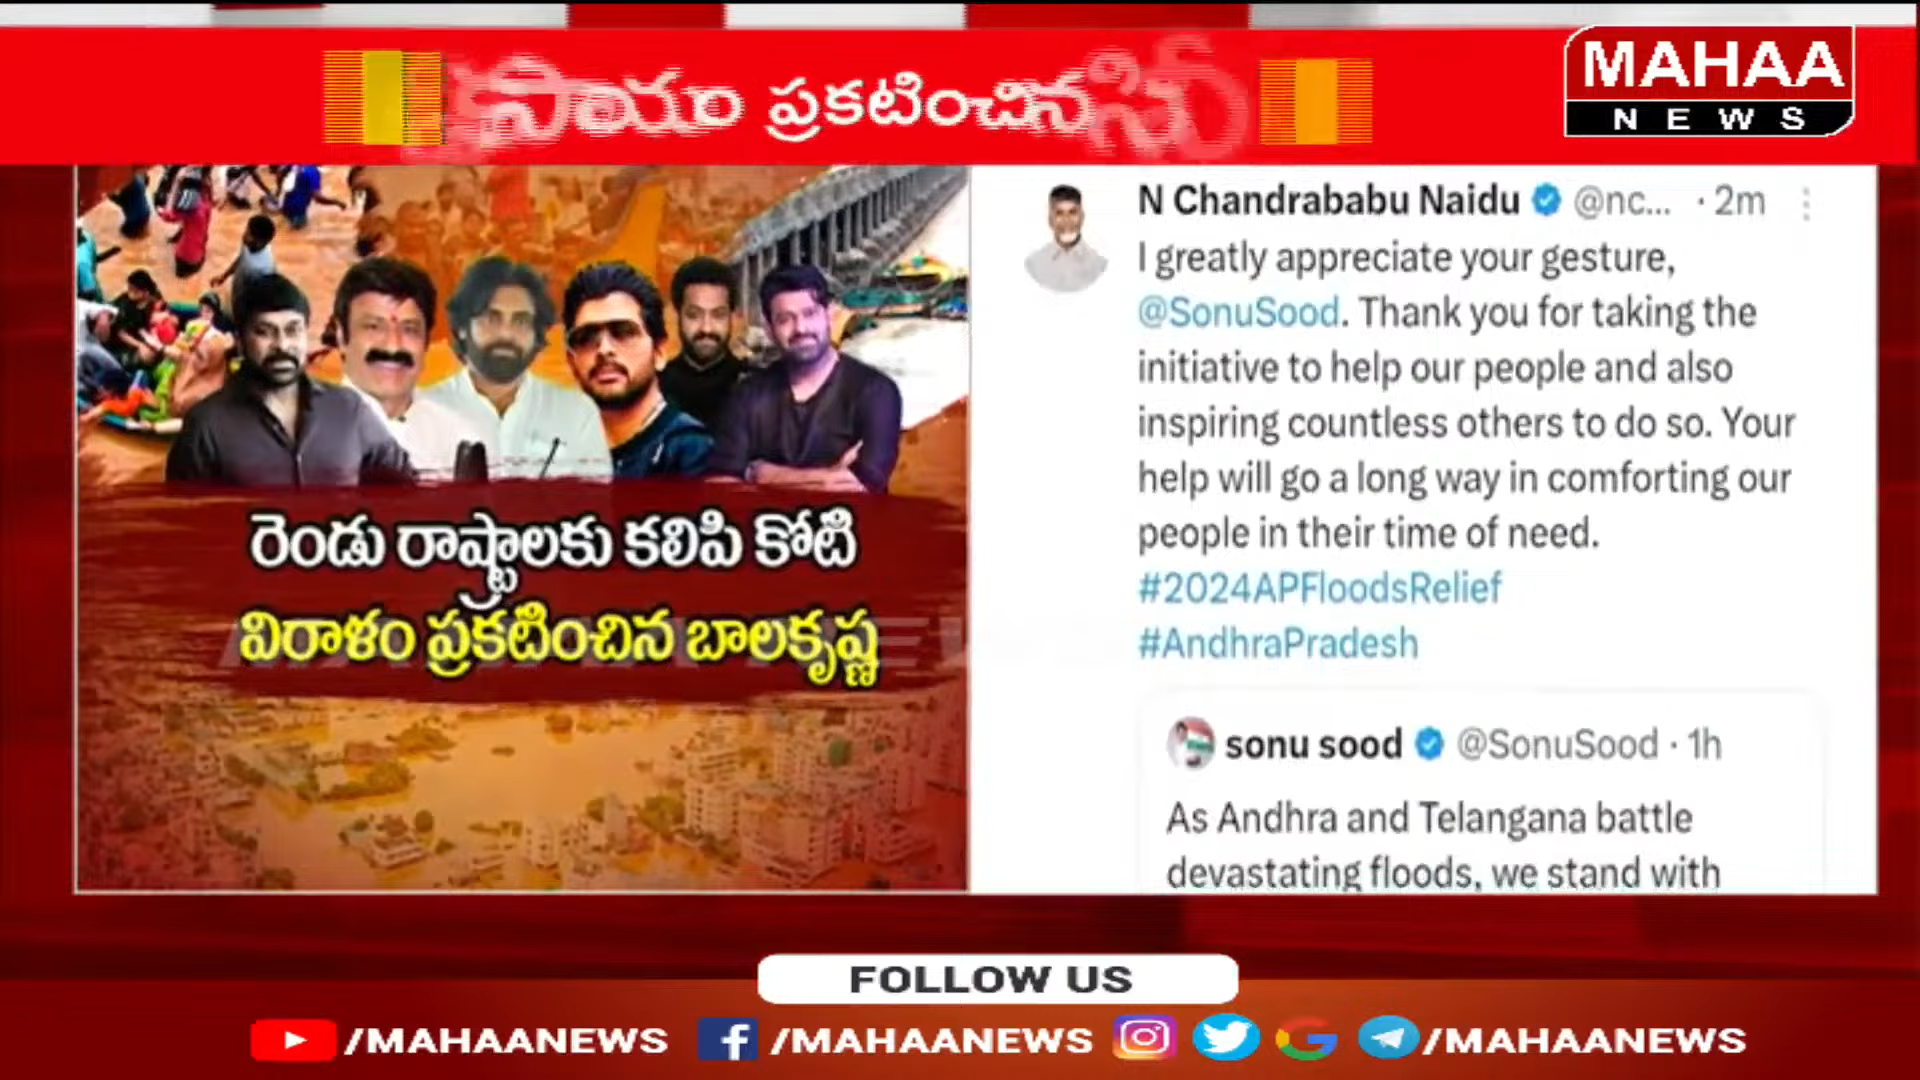 సాయం ప్రకటించిన
MAHAA
NEWS
రెండు రాష్ట్రాలకు కలిపి కోటి
విరాళం ప్రకటించిన బాలకృష్ణ
N Chandrababu Naidu @nc... · 2m
I greatly appreciate your gesture,
@SonuSood. Thank you for taking the
initiative to help our people and also
inspiring countless others to do so. Your
help will go a long way in comforting our
people in their time of need.
#2024APFloodsRelief
#AndhraPradesh
sonu sood @SonuSood · 1h
As Andhra and Telangana battle
devastating floods, we stand with
FOLLOW US
/MAHAANEWS /MAHAANEWS /MAHAANEWS